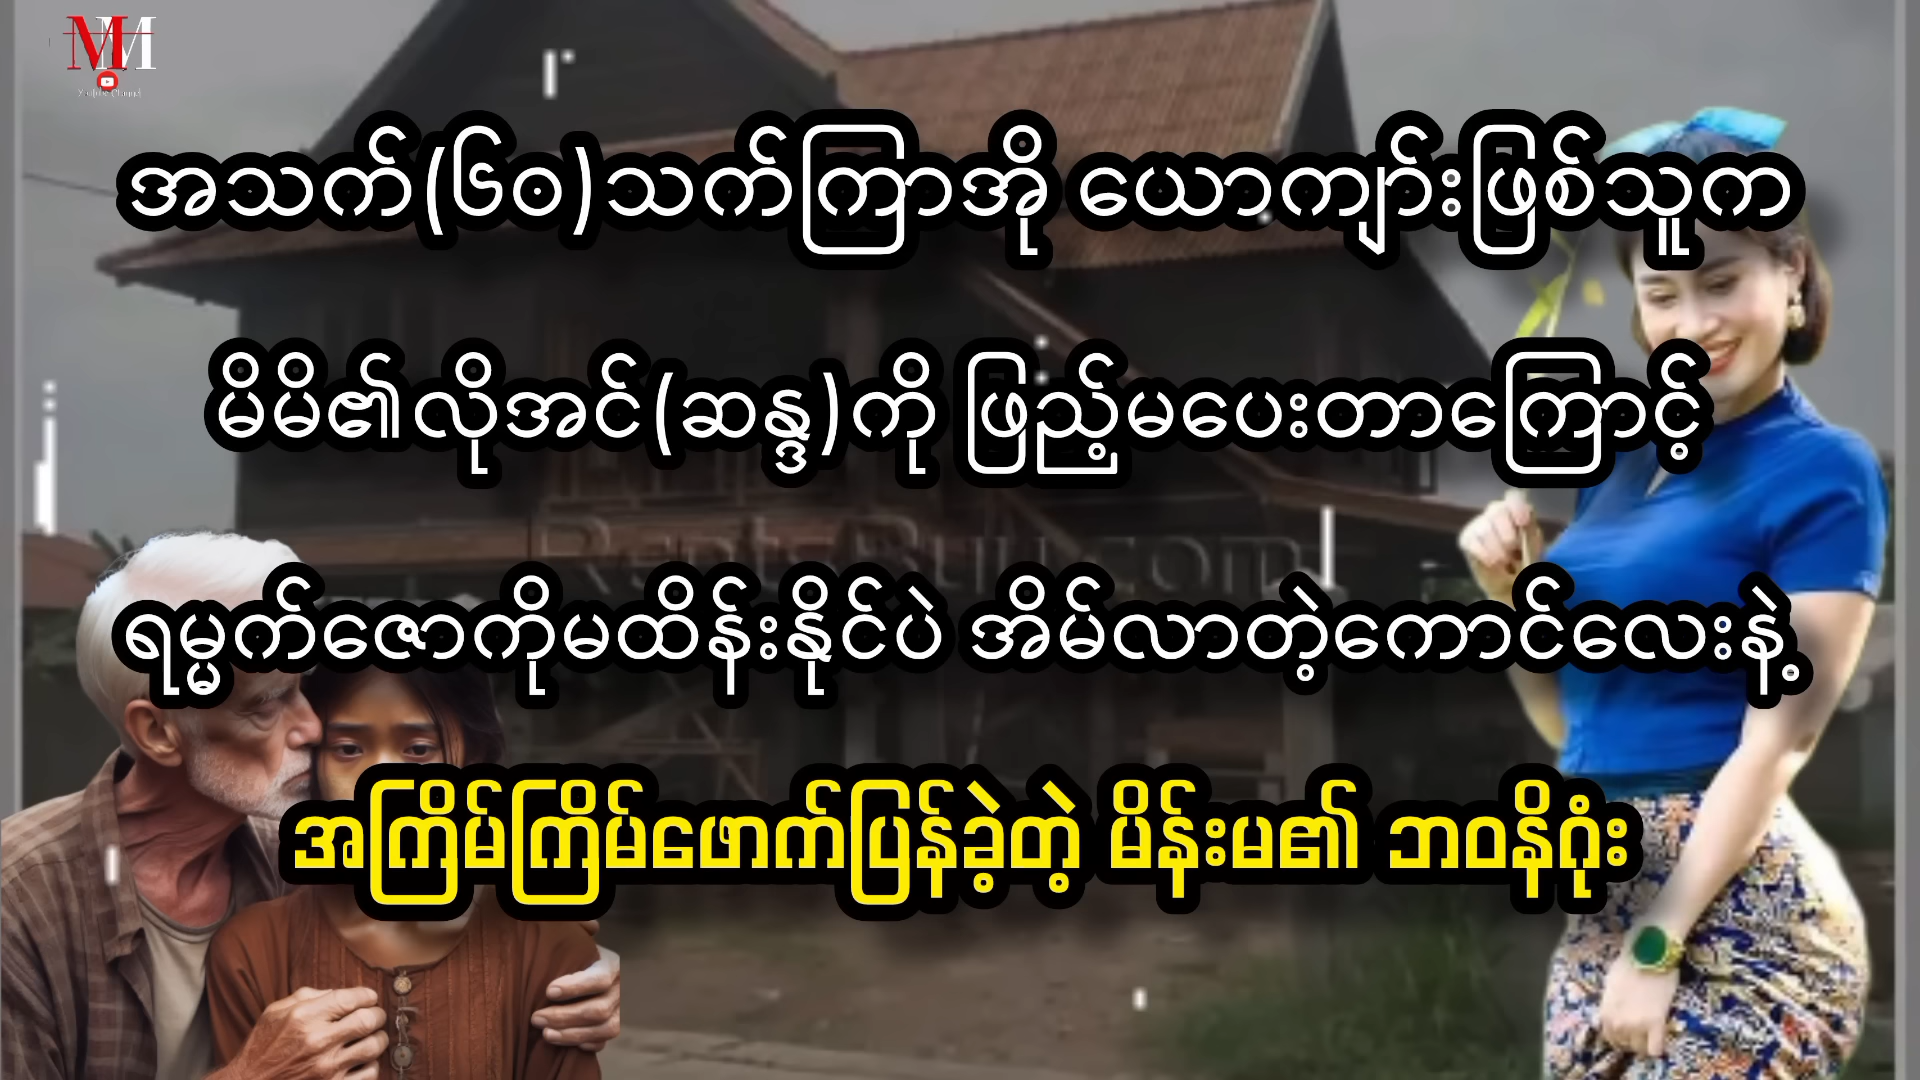 MM
အသက်(၆၀)သက်ကြာအို ယောကျာ်းဖြစ်သူက
မိမိ၏လိုအင်(ဆန္ဒ)ကို ဖြည့်မပေးတာကြောင့်
RentsBuy.com
ရမ္မက်ဇောကိုမထိန်းနိုင်ပဲ အိမ်လာတဲ့ကောင်လေးနဲ့
အကြိမ်ကြိမ်ဖောက်ပြန်ခဲ့တဲ့ မိန်းမ၏ ဘဝနိဂုံး